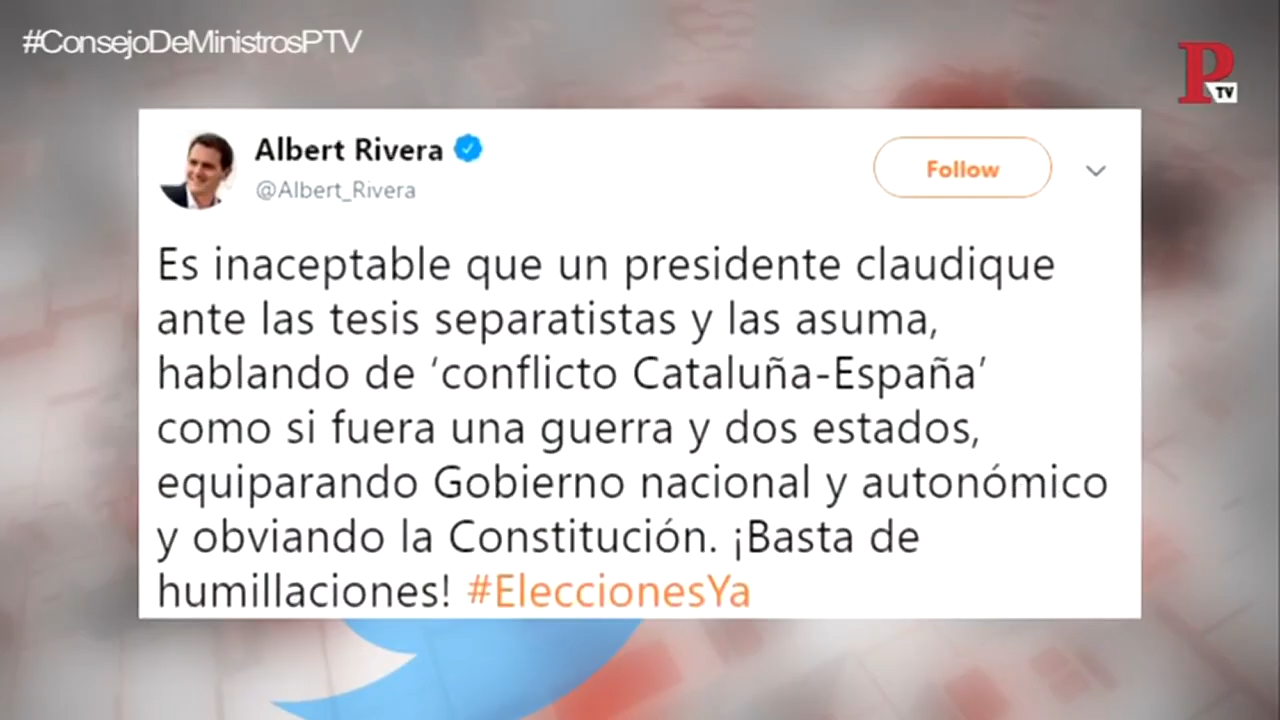 #ConsejoDeMinistrosPTV
P
TV
Albert Rivera
@Albert_Rivera
Follow
Es inaceptable que un presidente claudique
ante las tesis separatistas y las asuma,
hablando de ‘conflicto Cataluña-España’
como si fuera una guerra y dos estados,
equiparando Gobierno nacional y autonómico
y obviando la Constitución. ¡Basta de
humillaciones! #EleccionesYa